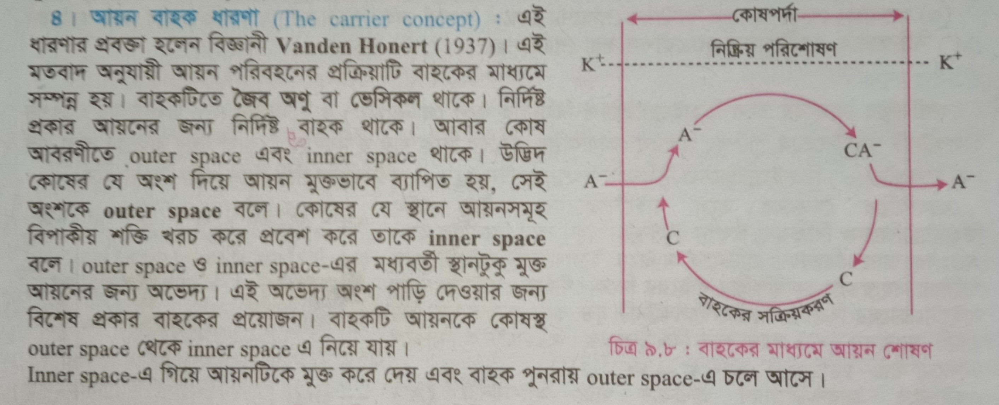 ৪। আয়ন বাহক ধারণা (The carrier concept) : এই
ধারণার প্রবক্তা হলেন বিজ্ঞানী Vanden Honert (1937)। এই
মতবাদ অনুযায়ী আয়ন পরিবহনের প্রক্রিয়াটি বাহকের মাধ্যমে
সম্পন্ন হয়। বাহকটিতে জৈব অণু বা ভেসিকল থাকে। নির্দিষ্ট
প্রকার আয়নের জন্য নির্দিষ্ট বাহক থাকে। আবার কোষ
আবরণীতে outer space এবং inner space থাকে। উদ্ভিদ
কোষের যে অংশ দিয়ে আয়ন মুক্তভাবে ব্যাপিত হয়, সেই
অংশকে outer space বলে। কোষের যে স্থানে আয়নসমূহ
বিপাকীয় শক্তি খরচ করে প্রবেশ করে তাকে inner space
বলে। outer space ও inner space-এর মধ্যবর্তী স্থানটুকু মুক্ত
আয়নের জন্য অভেদ্য। এই অভেদ্য অংশ পাড়ি দেওয়ার জন্য
বিশেষ প্রকার বাহকের প্রয়োজন। বাহকটি আয়নকে কোষস্থ
outer space থেকে inner space এ নিয়ে যায়।
Inner space-এ গিয়ে আয়নটিকে মুক্ত করে দেয় এবং বাহক পুনরায় outer space-এ চলে আসে।
কোষপর্দা
নিষ্ক্রিয় পরিশোষণ
K⁺ K⁺
A⁻
CA⁻
A⁻ A⁻
C
C
বাহকের সক্রিয়করণ
চিত্র ৯.৮ : বাহকের মাধ্যমে আয়ন শোষণ